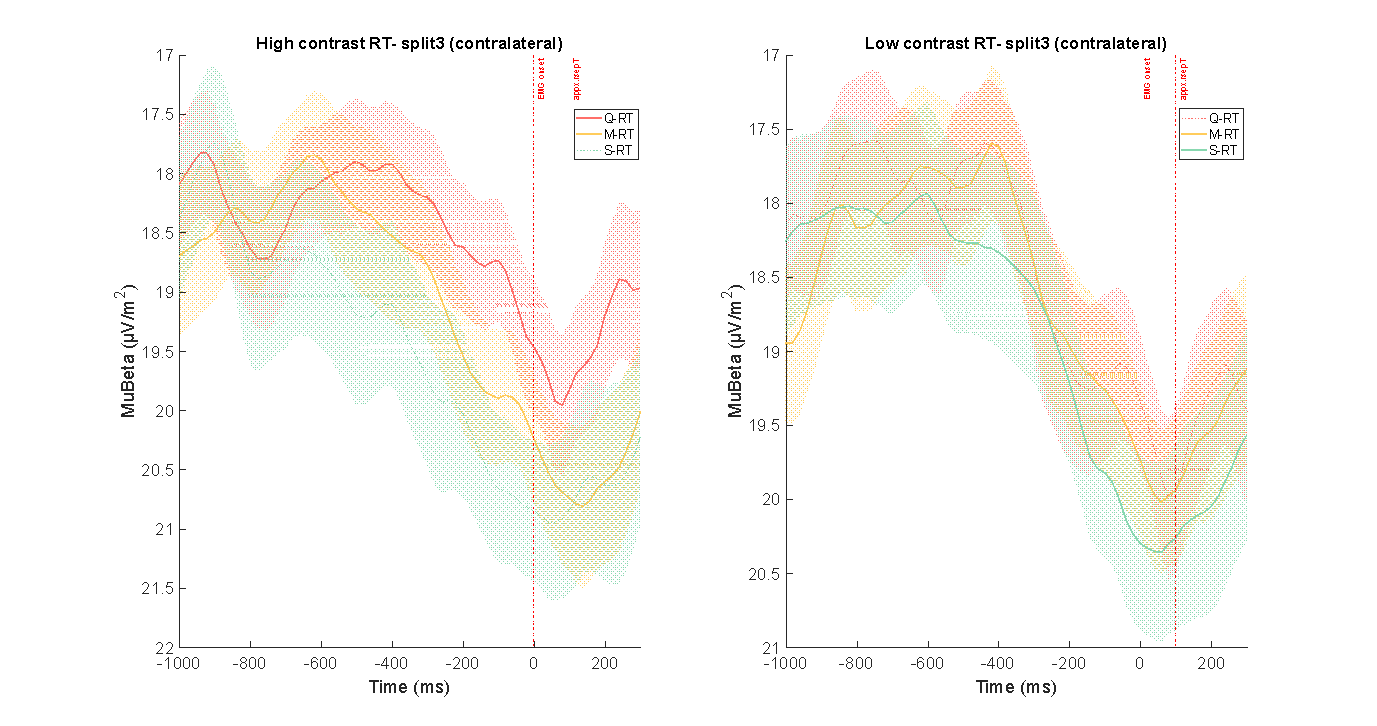 High contrast RT- split3 (contralateral)
17
17.5
18
18.5
19
19.5
20
20.5
21
21.5
22
MuBeta (µV/m²)
-1000
-800
-600
-400
-200
0
200
Time (ms)
EMG onset
appx.respT
Q-RT
M-RT
S-RT
Low contrast RT- split3 (contralateral)
17
17.5
18
18.5
19
19.5
20
20.5
21
MuBeta (µV/m²)
-1000
-800
-600
-400
-200
0
200
Time (ms)
EMG onset
appx.respT
Q-RT
M-RT
S-RT